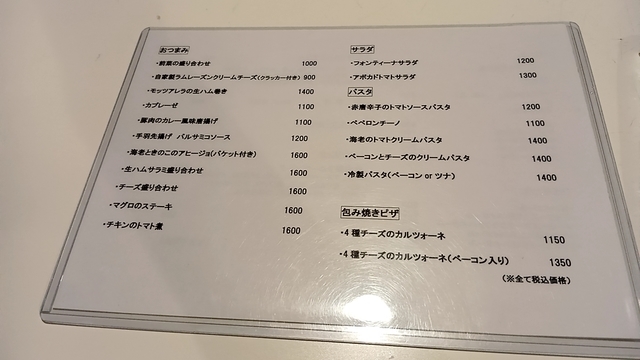 おつまみ
・前菜の盛り合わせ 1000
・自家製ラムレーズンクリームチーズ(クラッカー付き) 900
・モッツアレラの生ハム巻き 1400
・カプレーゼ 1100
・豚肉のカレー風味唐揚げ 1100
・手羽先揚げ バルサミコソース 1200
・海老ときのこのアヒージョ(バケット付き) 1600
・生ハムサラミ盛り合わせ 1600
・チーズ盛り合わせ 1600
・マグロのステーキ 1600
・チキンのトマト煮 1600
サラダ
・フォンティーナサラダ 1200
・アボカドトマトサラダ 1300
パスタ
・赤唐辛子のトマトソースパスタ 1200
・ペペロンチーノ 1100
・海老のトマトクリームパスタ 1400
・ベーコンとチーズのクリームパスタ 1400
・冷製パスタ(ベーコン or ツナ) 1400
包み焼きピザ
・4種チーズのカルツォーネ 1150
・4種チーズのカルツォーネ(ベーコン入り) 1350
(※全て税込価格)